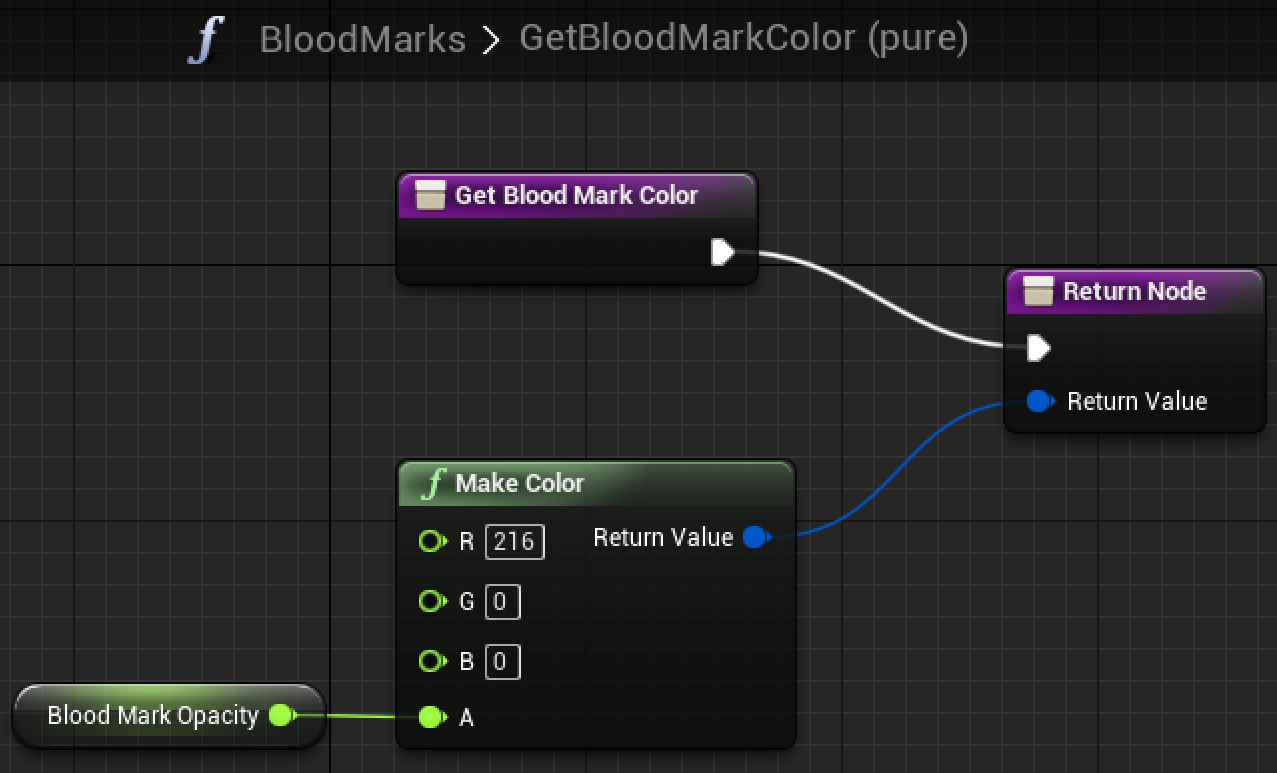 BloodMarks > GetBloodMarkColor (pure)
Get Blood Mark Color
Return Node
Return Value
f Make Color
R 216 Return Value
G 0
B 0
Blood Mark Opacity A